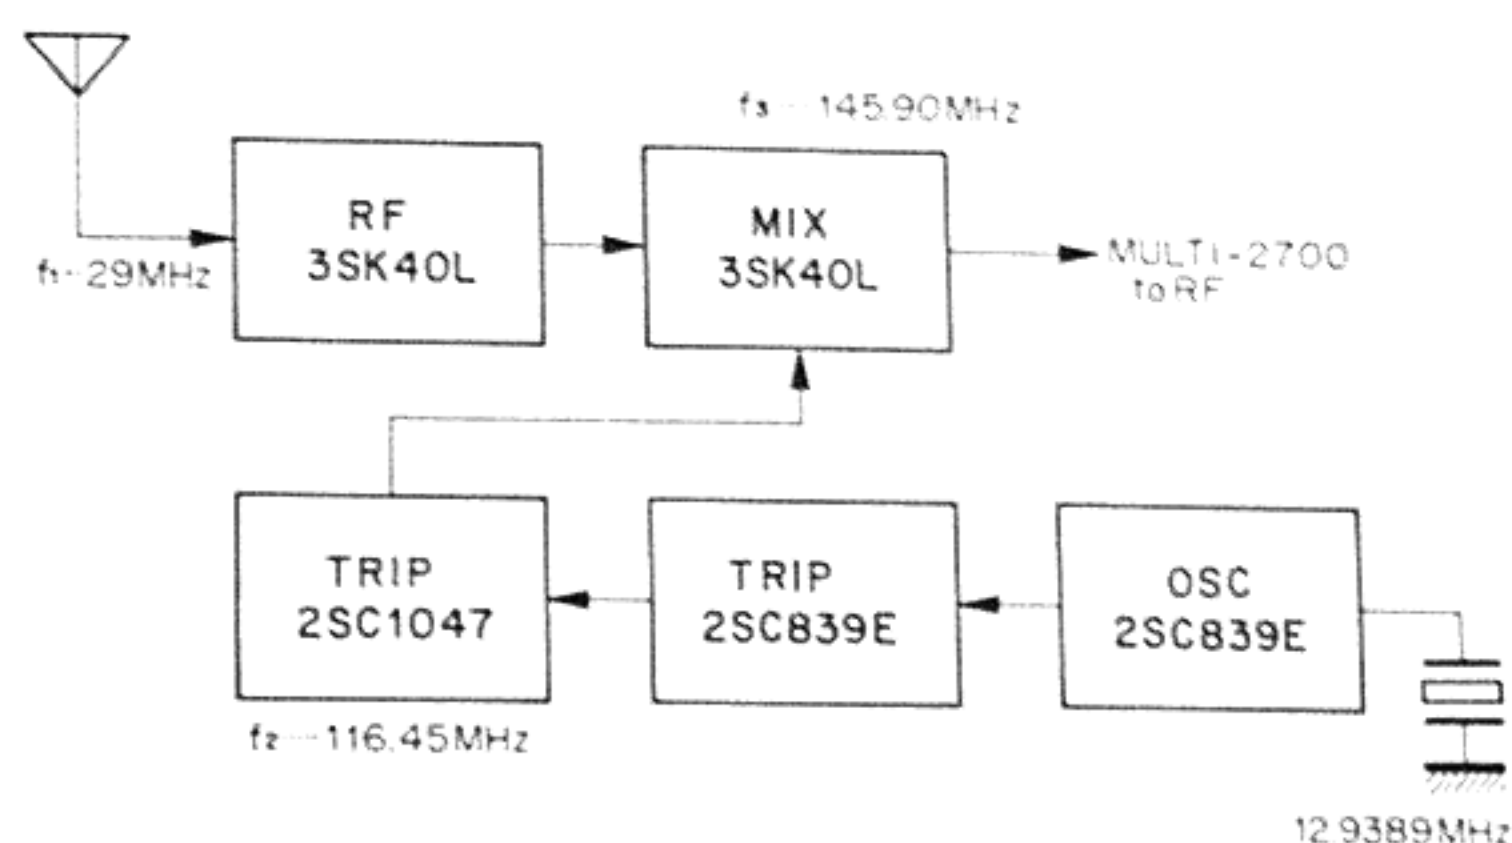 f3 --- 145.90MHz
RF
3SK40L
MIX
3SK40L
f1--29MHz
MULTI-2700
to RF
TRIP
2SC1047
TRIP
2SC839E
OSC
2SC839E
f2 --- 116.45MHz
12.9389MHz